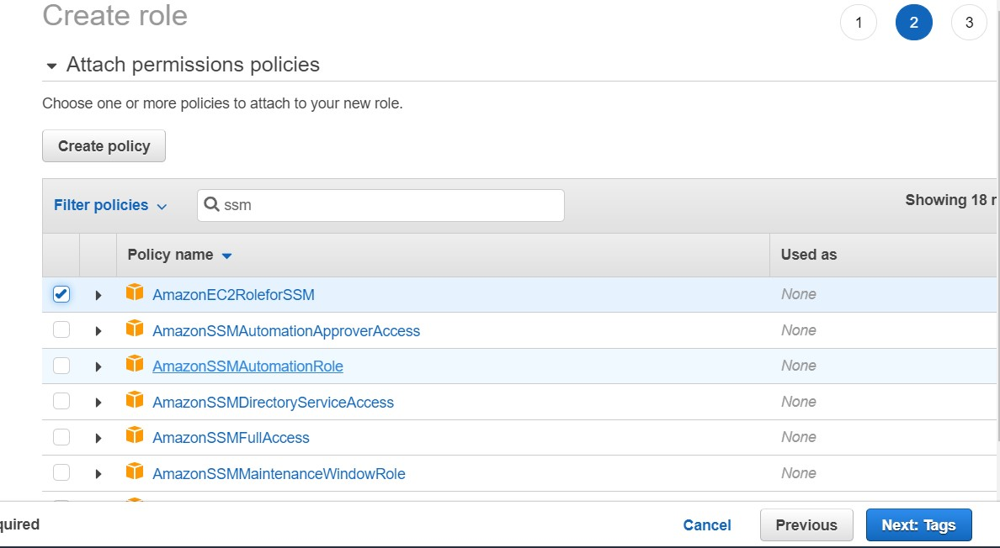 Create role
1 2 3
Attach permissions policies
Choose one or more policies to attach to your new role.
Create policy
Filter policies ssm Showing 18
Policy name Used as
AmazonEC2RoleforSSM None
AmazonSSMAutomationApproverAccess None
AmazonSSMAutomationRole None
AmazonSSMDirectoryServiceAccess None
AmazonSSMFullAccess None
AmazonSSMMaintenanceWindowRole None
quired Cancel Previous Next: Tags